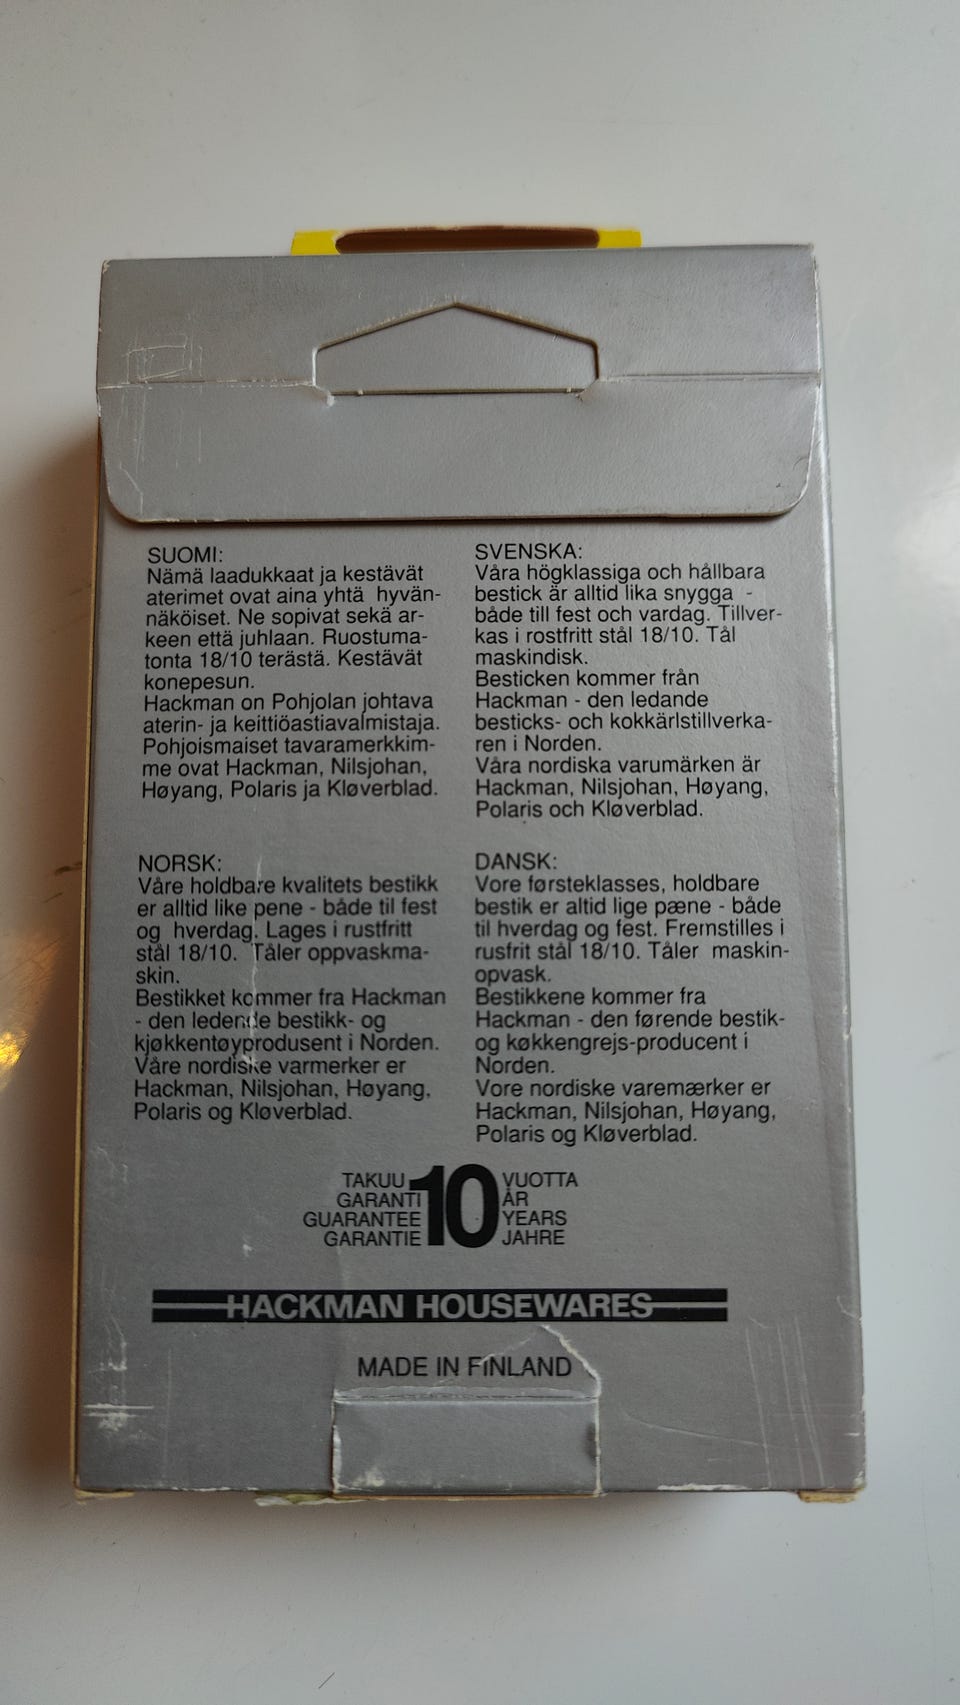 SUOMI:
Nämä laadukkaat ja kestävät
aterimet ovat aina yhtä hyvän-
näköiset. Ne sopivat sekä ar-
keen että juhlaan. Ruostuma-
tonta 18/10 terästä. Kestävät
konepesun.
Hackman on Pohjolan johtava
aterin- ja keittiöastiavalmistaja.
Pohjoismaiset tavaramerkkim-
me ovat Hackman, Nilsjohan,
Høyang, Polaris ja Kløverblad.
SVENSKA:
Våra högklassiga och hållbara
bestick är alltid lika snygga -
både till fest och vardag. Tillver-
kas i rostfritt stål 18/10. Tål
maskindisk.
Besticken kommer från
Hackman - den ledande
besticks- och kokkärlstillverka-
ren i Norden.
Våra nordiska varumärken är
Hackman, Nilsjohan, Høyang,
Polaris och Kløverblad.
NORSK:
Våre holdbare kvalitets bestikk
er alltid like pene - både til fest
og hverdag. Lages i rustfritt
stål 18/10. Tåler oppvaskma-
skin.
Bestikket kommer fra Hackman
- den ledende bestikk- og
kjøkkentøyprodusent i Norden.
Våre nordiske varmerker er
Hackman, Nilsjohan, Høyang,
Polaris og Kløverblad.
DANSK:
Vore førsteklasses, holdbare
bestik er altid lige pæne - både
til hverdag og fest. Fremstilles i
rusfrit stål 18/10. Tåler maskin-
opvask.
Bestikkene kommer fra
Hackman - den førende bestik-
og køkkengrejs-producent i
Norden.
Vore nordiske varemærker er
Hackman, Nilsjohan, Høyang,
Polaris og Kløverblad.
TAKUU 10 VUOTTA
GARANTI ÅR
GUARANTEE YEARS
GARANTIE JAHRE
HACKMAN HOUSEWARES
MADE IN FINLAND